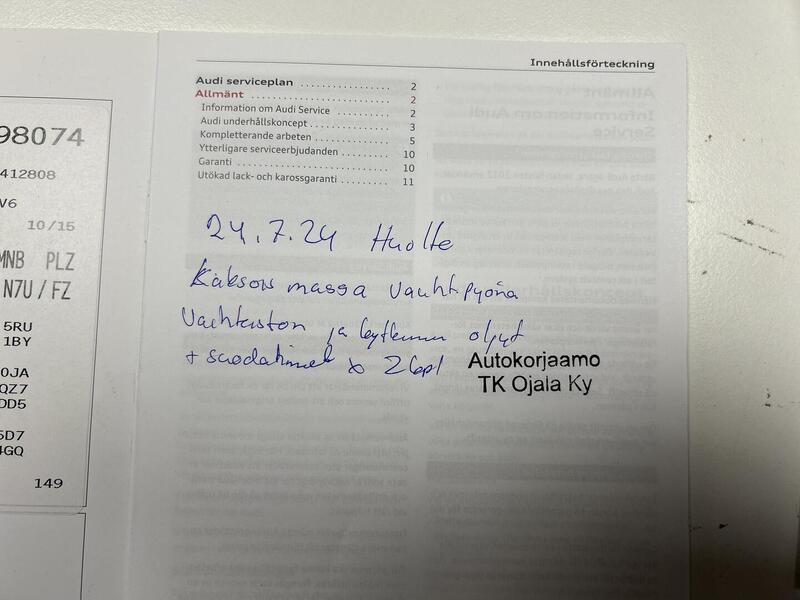 98074
412808
V6
10/15
MNB PLZ
N7U / FZ
5RU
1BY
0JA
QZ7
DD5
5D7
4GQ
149
Innehållsförteckning
Audi serviceplan .................. 2
Allmänt .......................... 2
Information om Audi Service ........... 2
Audi underhållskoncept ............... 3
Kompletterande arbeten ............... 5
Ytterligare serviceerbjudanden .......... 10
Garanti ............................ 10
Utökad lack- och karossgaranti .......... 11
24.7.24 Huolto
Kaksois massa vauhtipyörä
Vaihteiston ja kytkimen öljyt
+ suodattimet 2 kpl
Autokorjaamo
TK Ojala Ky